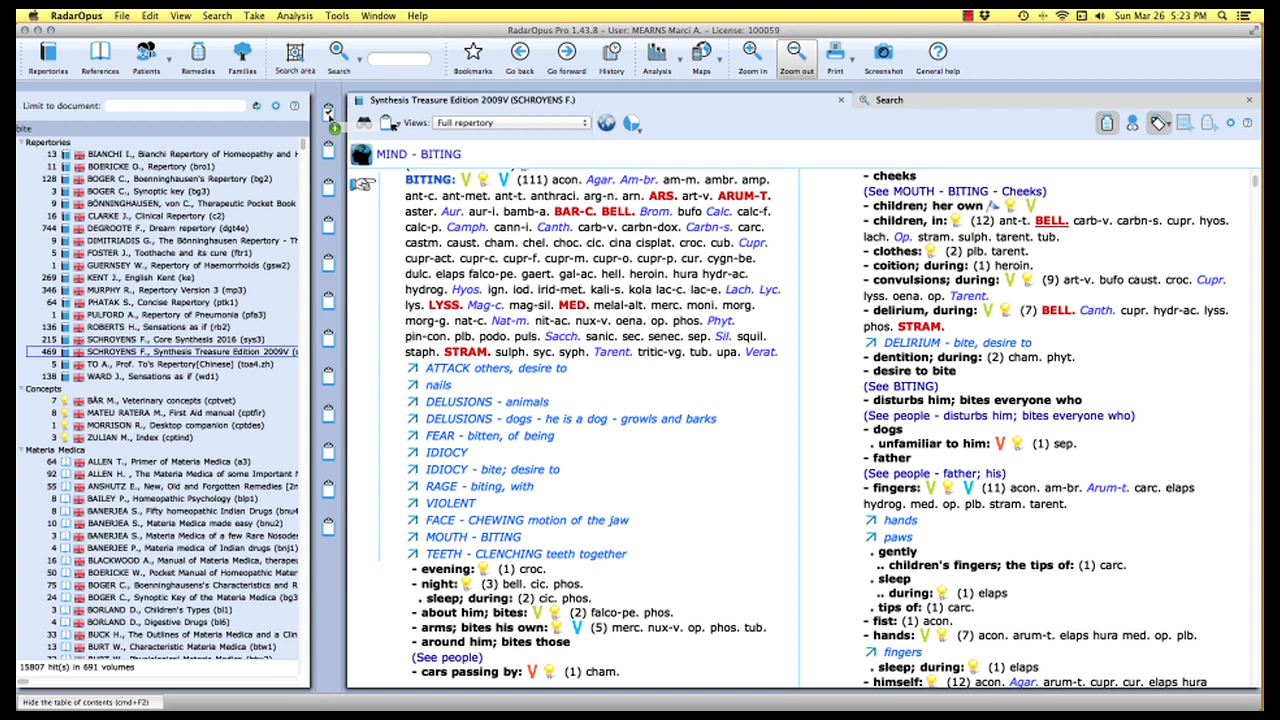 RadarOpus File Edit View Search Take Analysis Tools Window Help Sun Mar 26 5:23 PM
RadarOpus Pro 1.43.8 - User: MEARNS Marci A. - License: 100059
Repertories References Patients Remedies Families Search area Search Bookmarks Go back Go forward History Analysis Maps Zoom in Zoom out Print Screenshot General help
Limit to document:
bite
Repertories
13 BIANCHI I., Bianchi Repertory of Homeopathy and H
11 BOERICKE O., Repertory (bro1)
128 BOGER C., Boenninghausen's Repertory (bg2)
3 BOGER C., Synoptic key (bg3)
9 BÖNNINGHAUSEN, von C., Therapeutic Pocket Book
16 CLARKE J., Clinical Repertory (c2)
744 DEGROOTE F., Dream repertory (dgt4e)
9 DIMITRIADIS G., The Bönninghausen Repertory - Th
5 FOSTER J., Toothache and its cure (ftr1)
1 GUERNSEY W., Repertory of Haemorrhoids (gsw2)
269 KENT J., English Kent (ke)
346 MURPHY R., Repertory Version 3 (mp3)
64 PHATAK S., Concise Repertory (ptk1)
1 PULFORD A., Repertory of Pneumonia (pfa3)
136 ROBERTS H., Sensations as if (rb2)
215 SCHROYENS F., Core Synthesis 2016 (sys3)
469 SCHROYENS F., Synthesis Treasure Edition 2009V (s
5 TO A., Prof. To's Repertory[Chinese] (toa4.zh)
138 WARD J., Sensations as if (wd1)
Concepts
7 BÄR M., Veterinary concepts (cptvet)
8 MATEU RATERA M., First Aid manual (cptfir)
1 MORRISON R., Desktop companion (cptdes)
3 ZULIAN M., Index (cptind)
Materia Medica
64 ALLEN T., Primer of Materia Medica (a3)
92 ALLEN H. , The Materia Medica of some Important N
55 ANSHUTZ E., New, Old and Forgotten Remedies [2n
8 BAILEY P., Homeopathic Psychology (blp1)
8 BANERJEA S., Fifty homeopathic Indian Drugs (bnu4
10 BANERJEA S., Materia Medica made easy (bnu2)
3 BANERJEA S., Materia Medica of a few Rare Nosodes
4 BANERJEE P., Materia medica of Indian drugs (bnj1)
16 BLACKWOOD A., Manual of Materia Medica, therapeu
50 BOERICKE W., Pocket Manual of Homeopathic Mater
75 BOGER C., Boenninghausens's Characteristics and R
24 BOGER C., Synoptic Key of the Materia Medica (bg3
3 BORLAND D., Children's Types (bl1)
4 BORLAND D., Digestive Drugs (bl6)
33 BUCK H., The Outlines of Materia Medica and a Clin
13 BURT W., Characteristic Materia Medica (btw1)
15807 hit(s) in 691 volumes
Hide the table of contents (cmd+F2)
Synthesis Treasure Edition 2009V (SCHROYENS F.)
Search
Views: Full repertory
MIND - BITING
BITING: V V (111) acon. Agar. Am-br. am-m. ambr. amp.
ant-c. ant-met. ant-t. anthraci. arg-n. arn. ARS. art-v. ARUM-T.
aster. Aur. aur-i. bamb-a. BAR-C. BELL. Brom. bufo Calc. calc-f.
calc-p. Camph. cann-i. Canth. carb-v. carbn-dox. Carbn-s. carc.
castm. caust. cham. chel. choc. cic. cina cisplat. croc. cub. Cupr.
cupr-act. cupr-c. cupr-f. cupr-m. cupr-o. cupr-p. cur. cygn-be.
dulc. elaps falco-pe. gaert. gal-ac. hell. heroin. hura hydr-ac.
hydrog. Hyos. ign. iod. irid-met. kali-s. kola lac-c. lac-e. Lach. Lyc.
lys. LYSS. Mag-c. mag-sil. MED. melal-alt. merc. moni. morg.
morg-g. nat-c. Nat-m. nit-ac. nux-v. oena. op. phos. Phyt.
pin-con. plb. podo. puls. Sacch. sanic. sec. senec. sep. Sil. squil.
staph. STRAM. sulph. syc. syph. Tarent. tritic-vg. tub. upa. Verat.
ATTACK others, desire to
nails
DELUSIONS - animals
DELUSIONS - dogs - he is a dog - growls and barks
FEAR - bitten, of being
IDIOCY
IDIOCY - bite; desire to
RAGE - biting, with
VIOLENT
FACE - CHEWING motion of the jaw
MOUTH - BITING
TEETH - CLENCHING teeth together
- evening: (1) croc.
- night: (3) bell. cic. phos.
. sleep; during: (2) cic. phos.
- about him; bites: V (2) falco-pe. phos.
- arms; bites his own: V V (5) merc. nux-v. op. phos. tub.
- around him; bites those
(See people)
- cars passing by: V (1) cham.
- cheeks
(See MOUTH - BITING - Cheeks)
- children; her own V
- children, in: (12) ant-t. BELL. carb-v. carbn-s. cupr. hyos.
lach. Op. stram. sulph. tarent. tub.
- clothes: (2) plb. tarent.
- coition; during: (1) heroin.
- convulsions; during: V (9) art-v. bufo caust. croc. Cupr.
lyss. oena. op. Tarent.
- delirium, during: V (7) BELL. Canth. cupr. hydr-ac. lyss.
phos. STRAM.
DELIRIUM - bite, desire to
- dentition; during: (2) cham. phyt.
- desire to bite
(See BITING)
- disturbs him; bites everyone who
(See people - disturbs him; bites everyone who)
- dogs
. unfamiliar to him: V (1) sep.
- father
(See people - father; his)
- fingers: V V (11) acon. am-br. Arum-t. carc. elaps
hydrog. med. op. plb. stram. tarent.
hands
paws
. gently
.. children's fingers; the tips of: (1) carc.
. sleep
.. during: (1) elaps
. tips of: (1) carc.
- fist: (1) acon.
- hands: V (7) acon. arum-t. elaps hura med. op. plb.
fingers
. sleep; during: (1) elaps
- himself: (12) acon. Agar. arum-t. cupr. cur. elaps hura